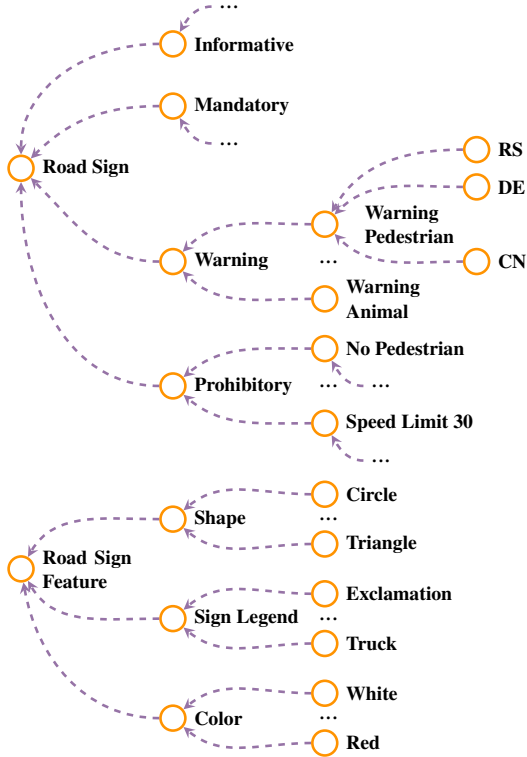 ...
Informative
Mandatory
...
RS
Road Sign
DE
Warning
Pedestrian
Warning
...
CN
Warning
Animal
No Pedestrian
Prohibitory
...
...
Speed Limit 30
...
Circle
Shape
...
Triangle
Road Sign
Feature
Exclamation
Sign Legend
...
Truck
White
Color
...
Red